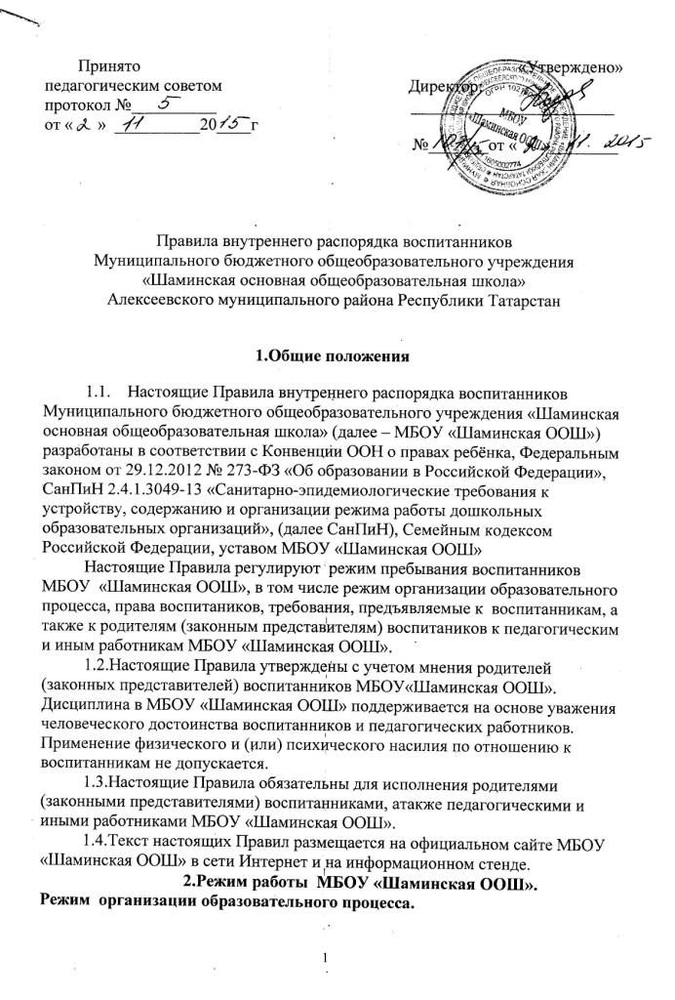 Принято
педагогическим советом
протокол № 5
от « 2 » 11 2015 г
«Утверждено»
Директор:
№ от « 11. 2015
МБОУ
«Шаминская ООШ»
Правила внутреннего распорядка воспитанников
Муниципального бюджетного общеобразовательного учреждения
«Шаминская основная общеобразовательная школа»
Алексеевского муниципального района Республики Татарстан
1.Общие положения
1.1. Настоящие Правила внутреннего распорядка воспитанников
Муниципального бюджетного общеобразовательного учреждения «Шаминская
основная общеобразовательная школа» (далее – МБОУ «Шаминская ООШ»)
разработаны в соответствии с Конвенции ООН о правах ребёнка, Федеральным
законом от 29.12.2012 № 273-ФЗ «Об образовании в Российской Федерации»,
СанПиН 2.4.1.3049-13 «Санитарно-эпидемиологические требования к
устройству, содержанию и организации режима работы дошкольных
образовательных организаций», (далее СанПиН), Семейным кодексом
Российской Федерации, уставом МБОУ «Шаминская ООШ»
Настоящие Правила регулируют режим пребывания воспитанников
МБОУ «Шаминская ООШ», в том числе режим организации образовательного
процесса, права воспитаников, требования, предъявляемые к воспитанникам, а
также к родителям (законным представителям) воспитаников к педагогическим
и иным работникам МБОУ «Шаминская ООШ».
1.2.Настоящие Правила утверждены с учетом мнения родителей
(законных представителей) воспитанников МБОУ«Шаминская ООШ».
Дисциплина в МБОУ «Шаминская ООШ» поддерживается на основе уважения
человеческого достоинства воспитанников и педагогических работников.
Применение физического и (или) психического насилия по отношению к
воспитанникам не допускается.
1.3.Настоящие Правила обязательны для исполнения родителями
(законными представителями) воспитанниками, атакже педагогическими и
иными работниками МБОУ «Шаминская ООШ».
1.4.Текст настоящих Правил размещается на официальном сайте МБОУ
«Шаминская ООШ» в сети Интернет и на информационном стенде.
2.Режим работы МБОУ «Шаминская ООШ».
Режим организации образовательного процесса.
1